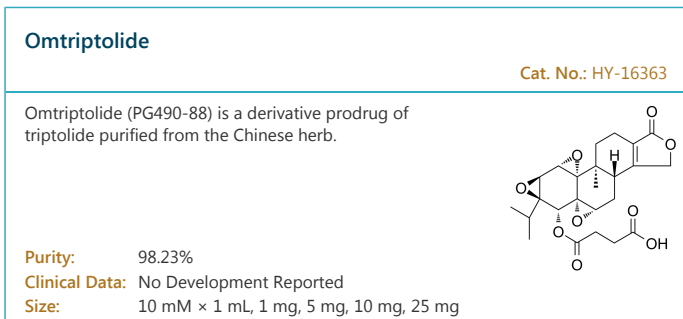 Omtriptolide
Cat. No.: HY-16363
Omtriptolide (PG490-88) is a derivative prodrug of
triptolide purified from the Chinese herb.
O
O
H
O
O
O
O
O
O
OH
O
Purity: 98.23%
Clinical Data: No Development Reported
Size: 10 mM × 1 mL, 1 mg, 5 mg, 10 mg, 25 mg